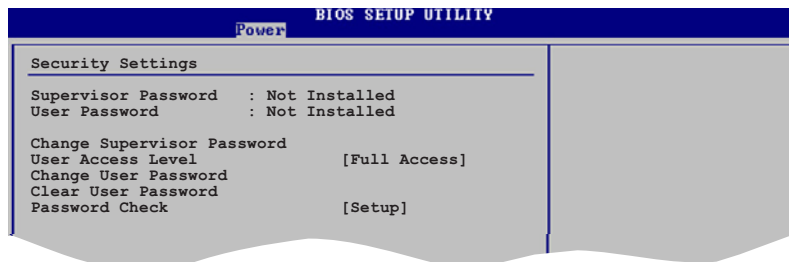 BIOS SETUP UTILITY
Power
Security Settings
Supervisor Password : Not Installed
User Password : Not Installed
Change Supervisor Password
User Access Level [Full Access]
Change User Password
Clear User Password
Password Check [Setup]